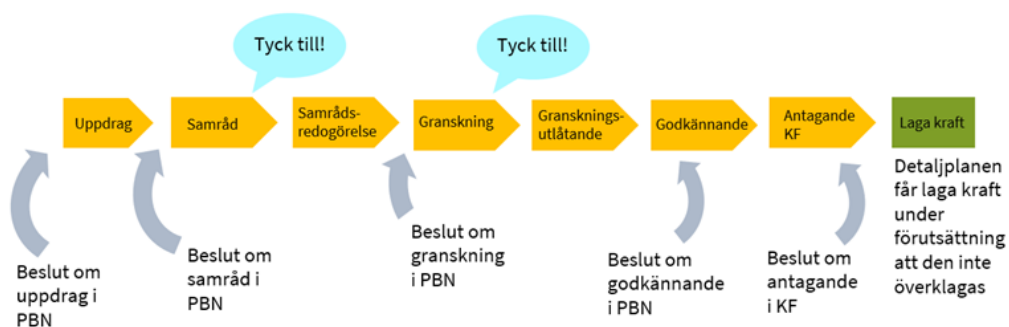 Tyck till!
Tyck till!
Uppdrag
Samråd
Samråds-
redogörelse
Granskning
Gransknings-
utlåtande
Godkännande
Antagande
KF
Laga kraft
Beslut om
uppdrag i
PBN
Beslut om
samråd i
PBN
Beslut om
granskning
i PBN
Beslut om
godkännande
i PBN
Beslut om
antagande
i KF
Detaljplanen
får laga kraft
under
förutsättning
att den inte
överklagas